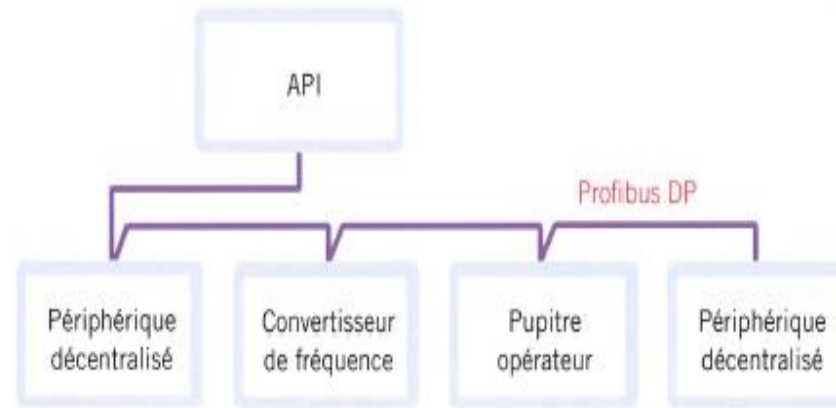 API
Profibus DP
Périphérique
décentralisé
Convertisseur
de fréquence
Pupitre
opérateur
Périphérique
décentralisé